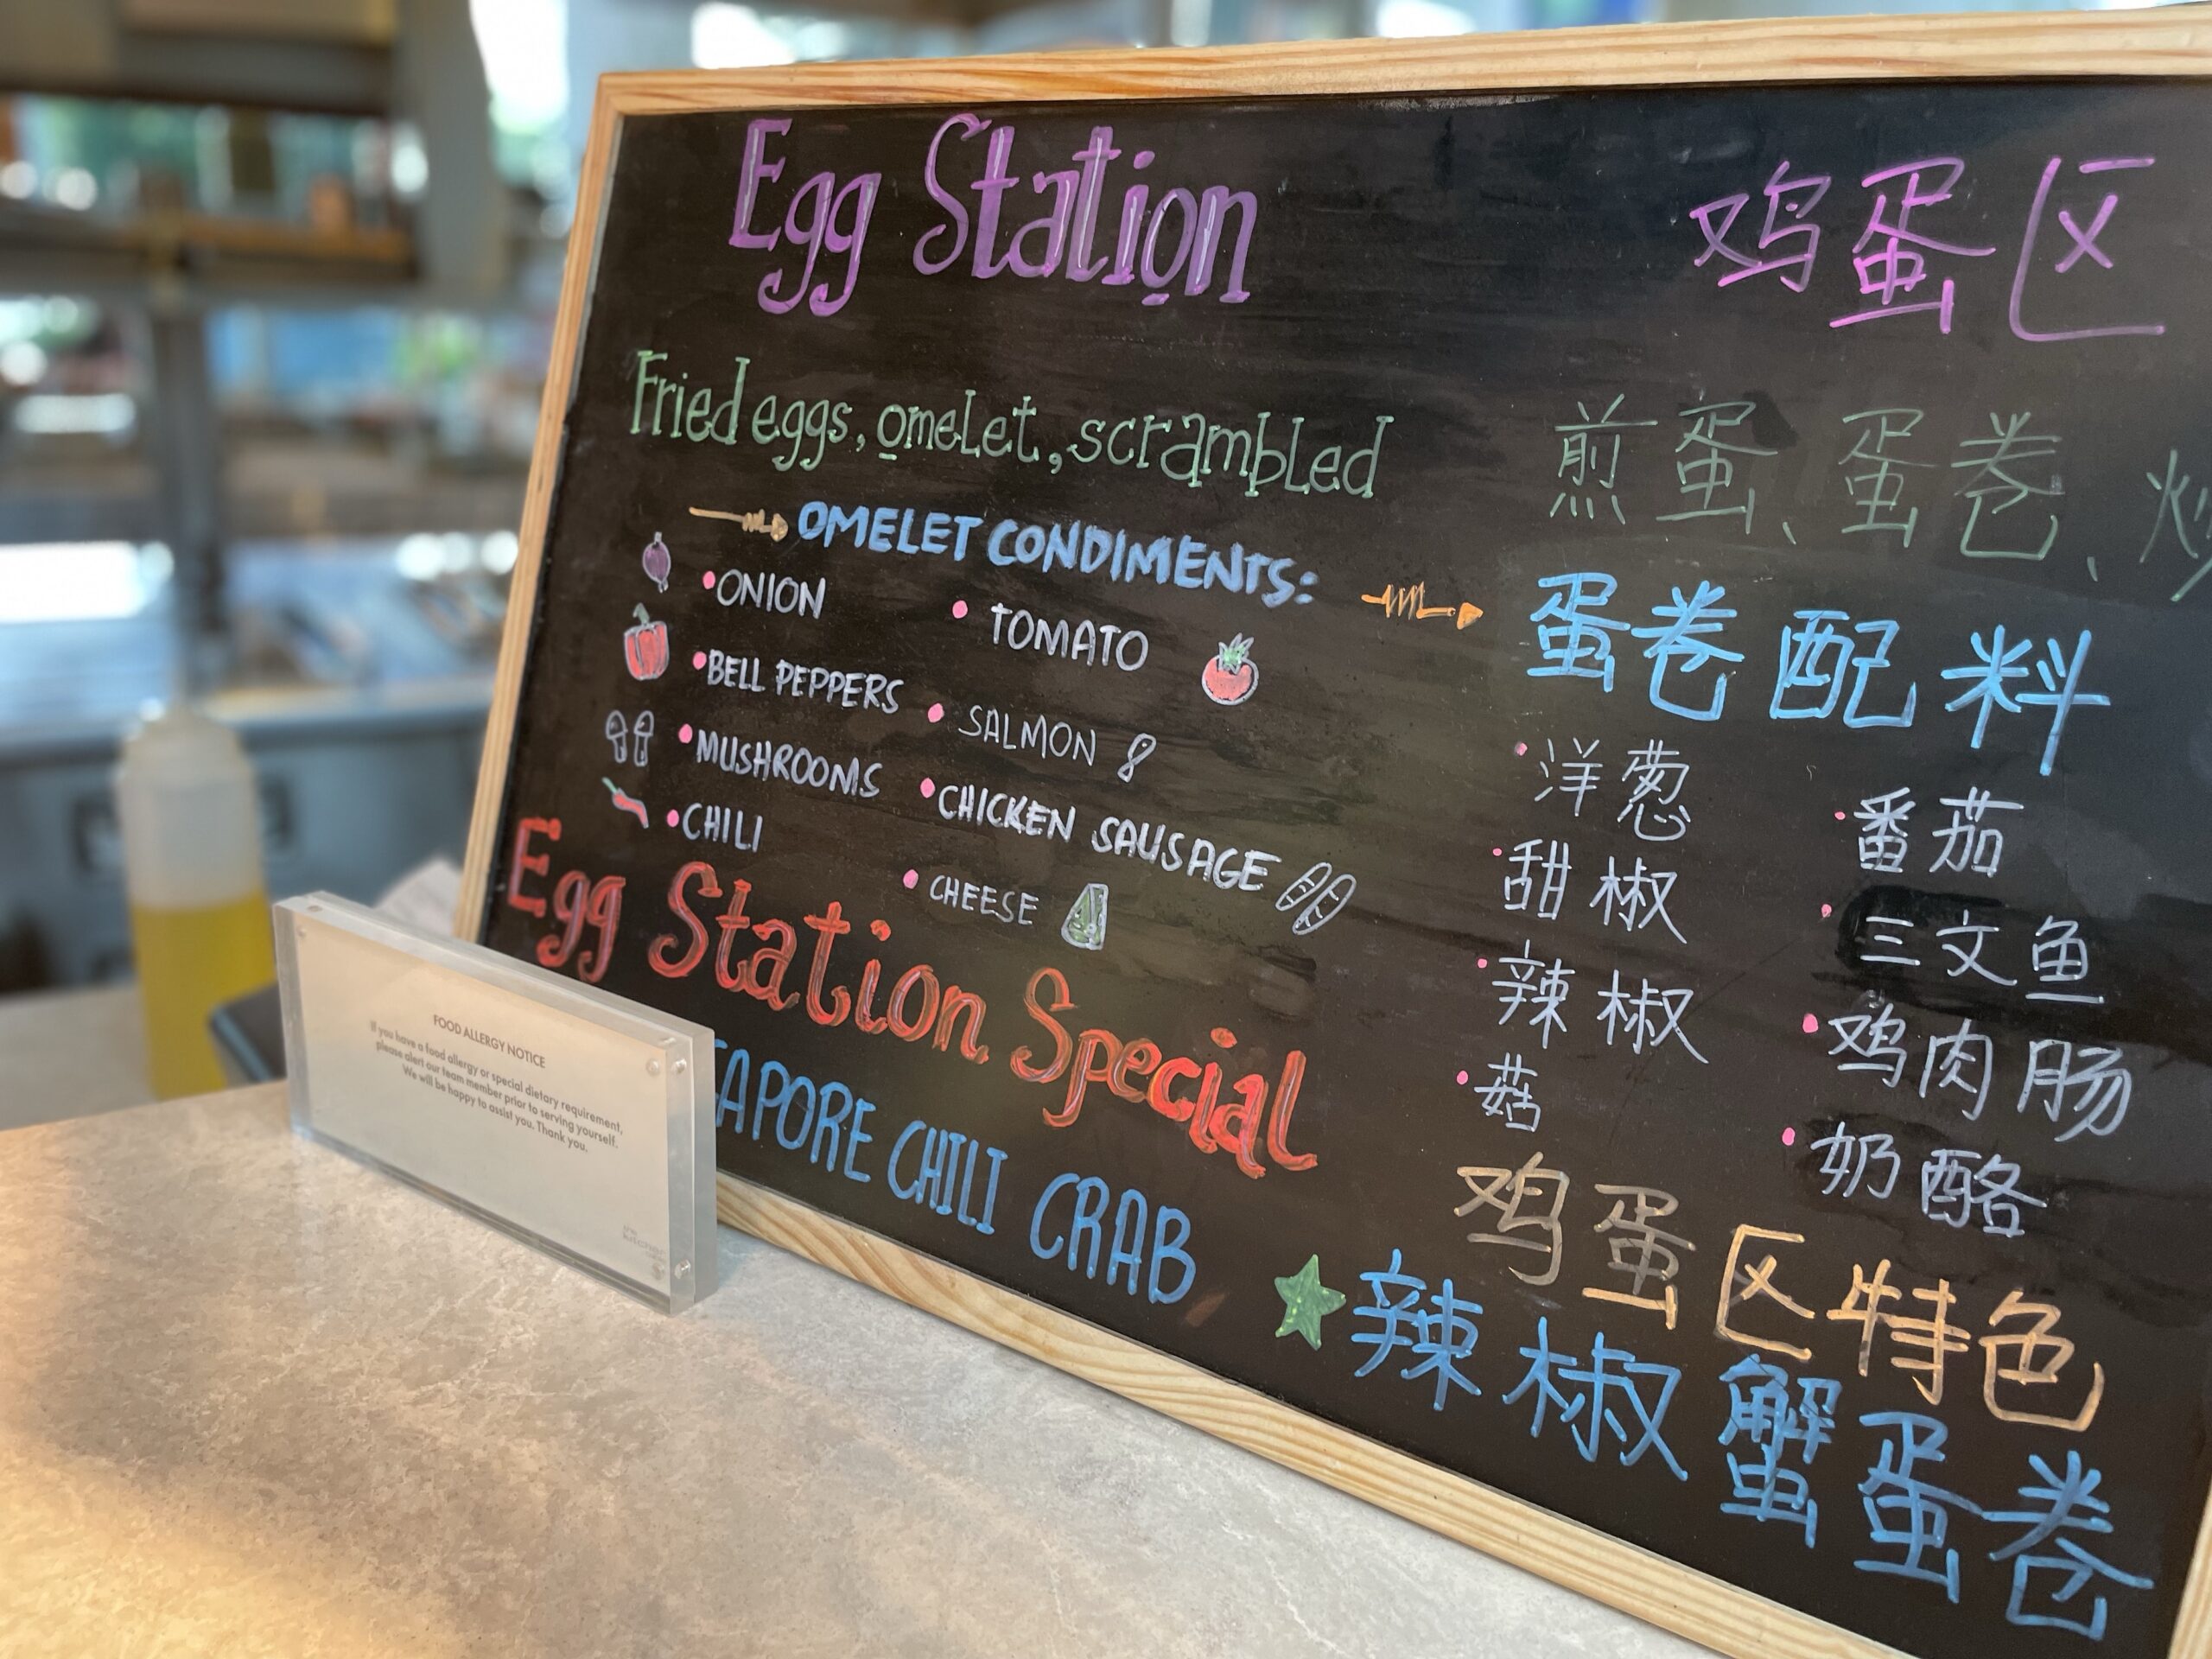 Egg Station
Fried eggs, omelet, scrambled
OMELET CONDIMENTS:
ONION
BELL PEPPERS
MUSHROOMS
CHILI
TOMATO
SALMON
CHICKEN SAUSAGE
CHEESE
Egg Station Special
APORE CHILI CRAB
鸡蛋区
煎蛋、蛋卷、炒
蛋卷配料
洋葱
甜椒
辣椒
菇
番茄
三文鱼
鸡肉肠
奶酪
鸡蛋区特色
辣椒蟹蛋卷
FOOD ALLERGY NOTICE
If you have a food allergy or special dietary requirement,
please alert our team member prior to serving yourself.
We will be happy to assist you. Thank you.